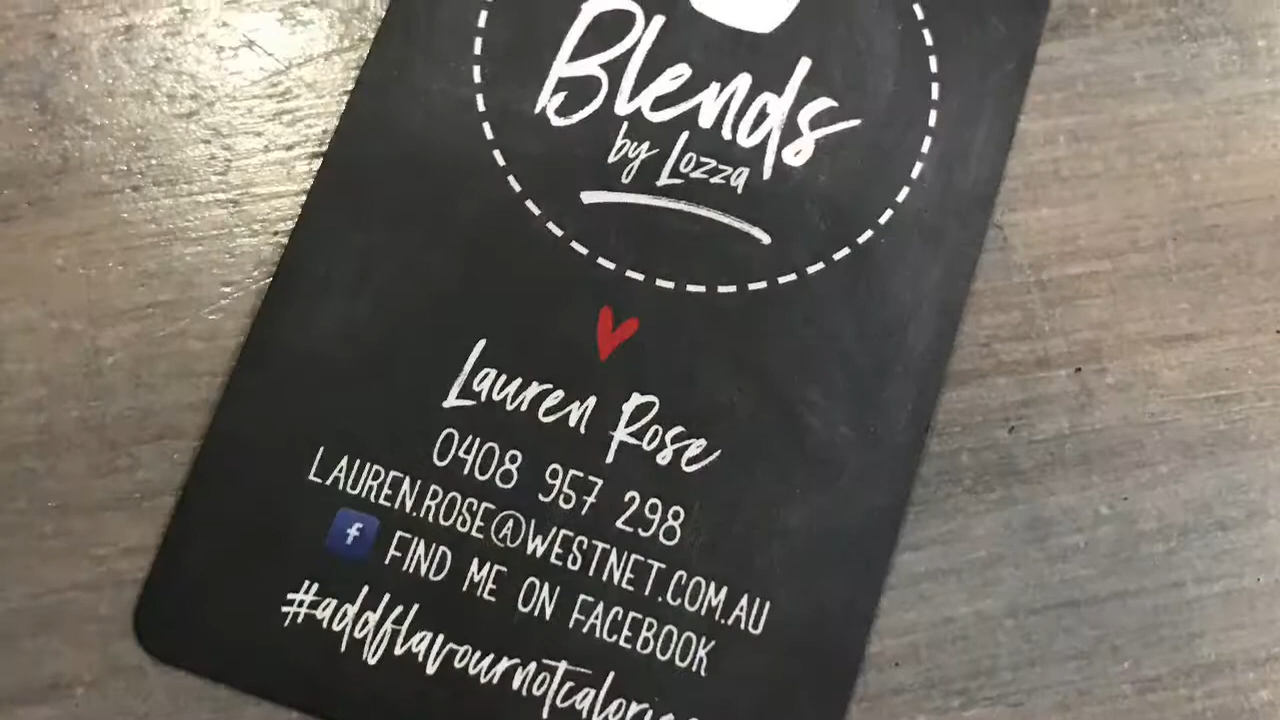 Blends
by Lozza
Lauren Rose
0408 957 298
LAUREN.ROSE@WESTNET.COM.AU
f FIND ME ON FACEBOOK